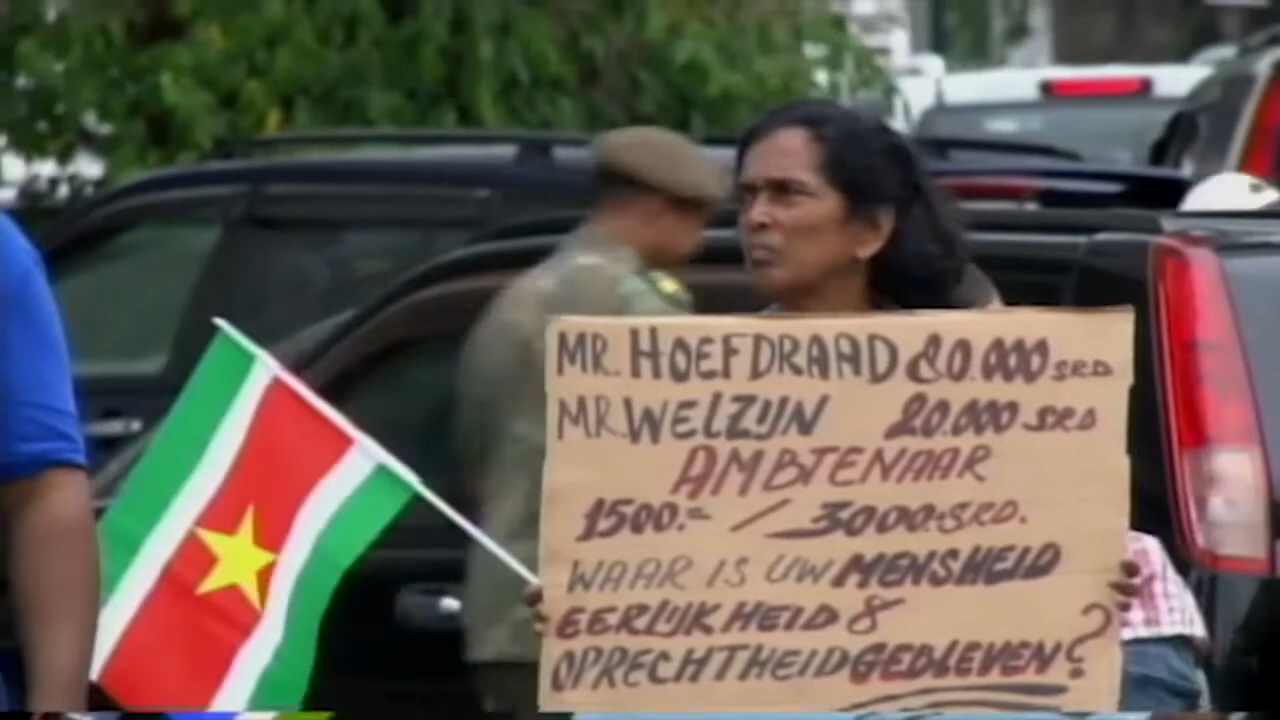 MR. HOEFDRAAD 80.000 SRD
MR WELZIJN 20.000 SRD
AMBTENAAR
1500.= / 3000.= SRD.
WAAR IS UW MENSHEID
EERLIJKHEID &
OPRECHTHEID GEBLEVEN?